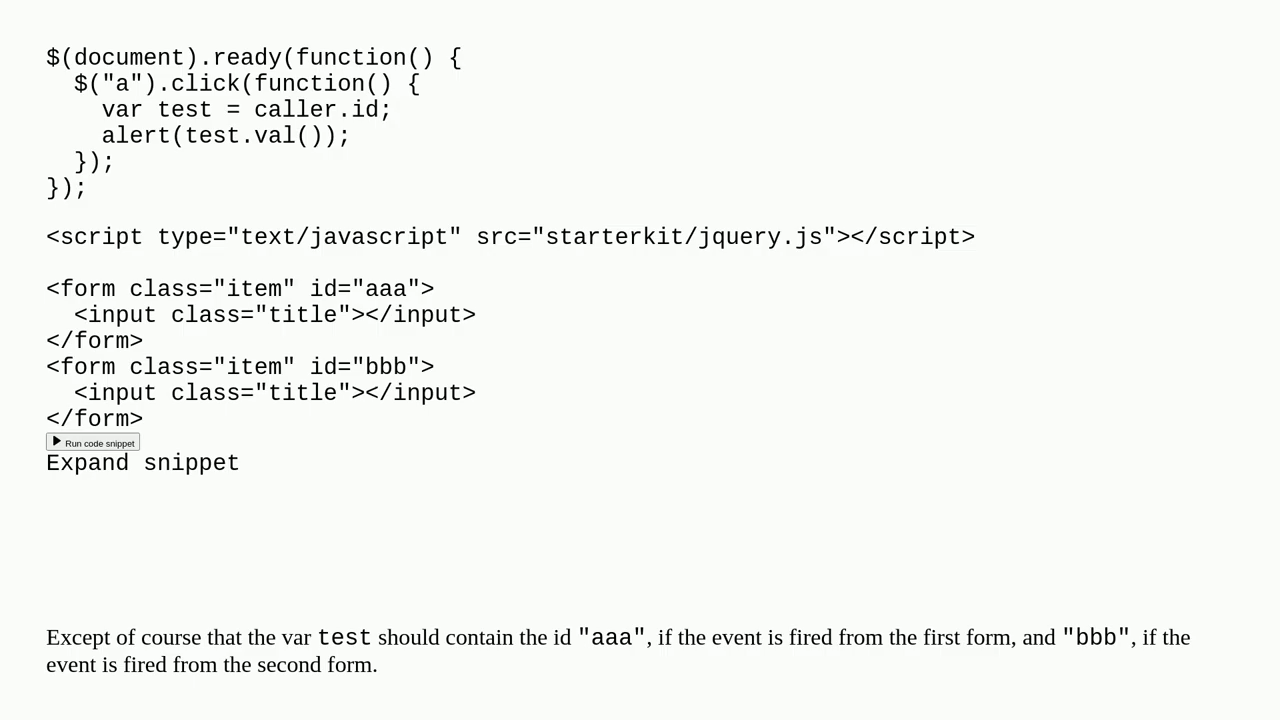 $(document).ready(function() {
  $("a").click(function() {
    var test = caller.id;
    alert(test.val());
  });
});
<script type="text/javascript" src="starterkit/jquery.js"></script>
<form class="item" id="aaa">
  <input class="title"></input>
</form>
<form class="item" id="bbb">
  <input class="title"></input>
</form>
Run code snippet
Expand snippet
Except of course that the var test should contain the id "aaa", if the event is fired from the first form, and "bbb", if the
event is fired from the second form.